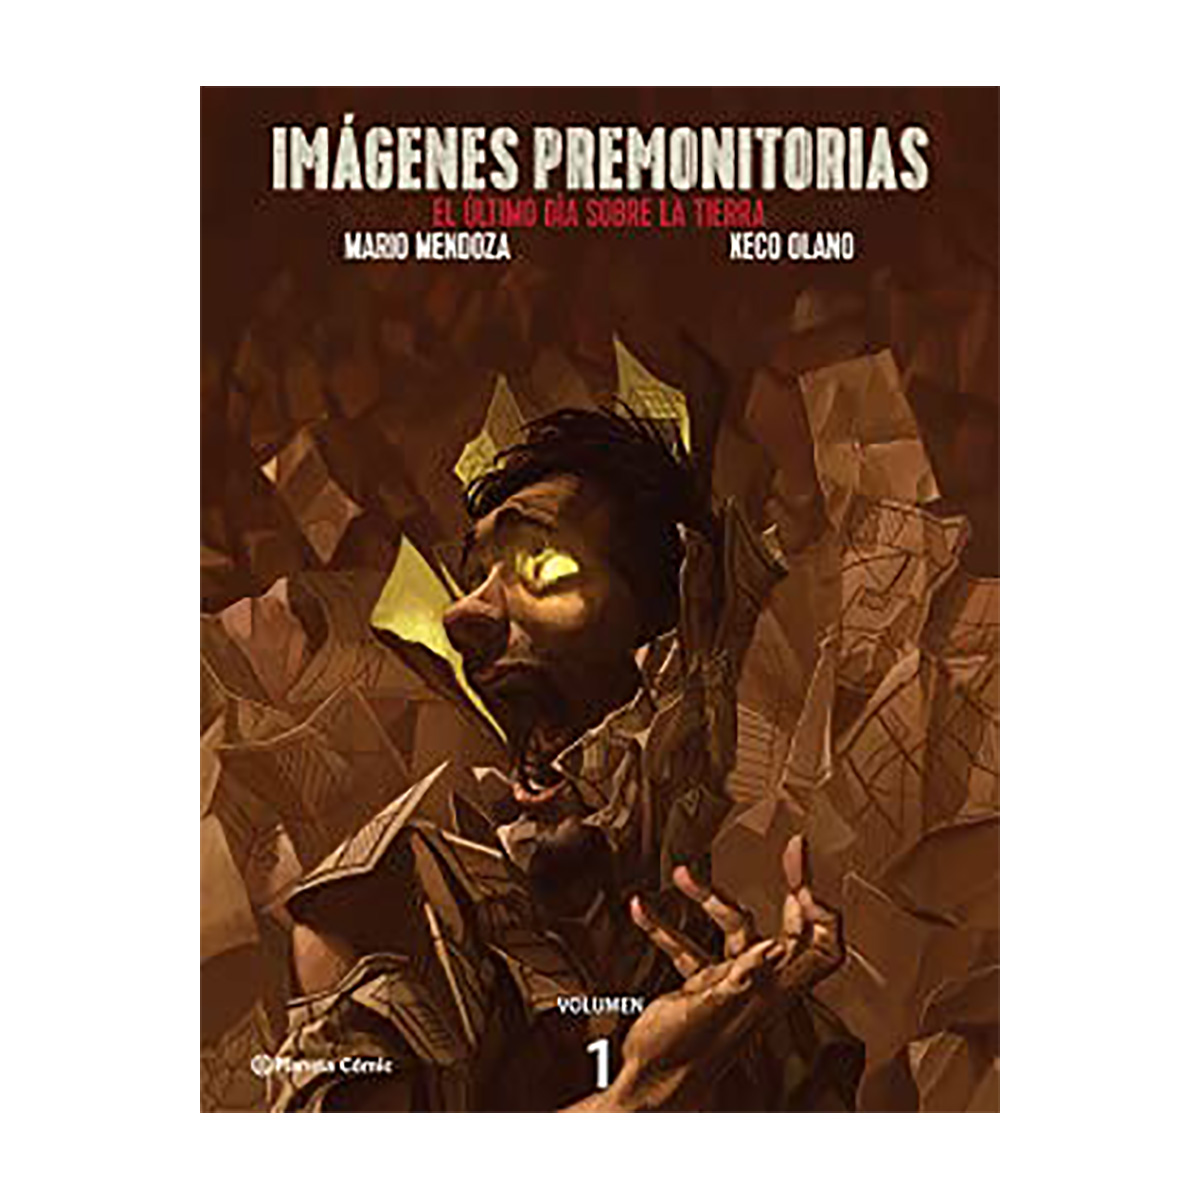 IMÁGENES PREMONITORIAS
EL ÚLTIMO DÍA SOBRE LA TIERRA
MARIO MENDOZA
KECO OLANO
VOLUMEN
1
Planeta Cómic